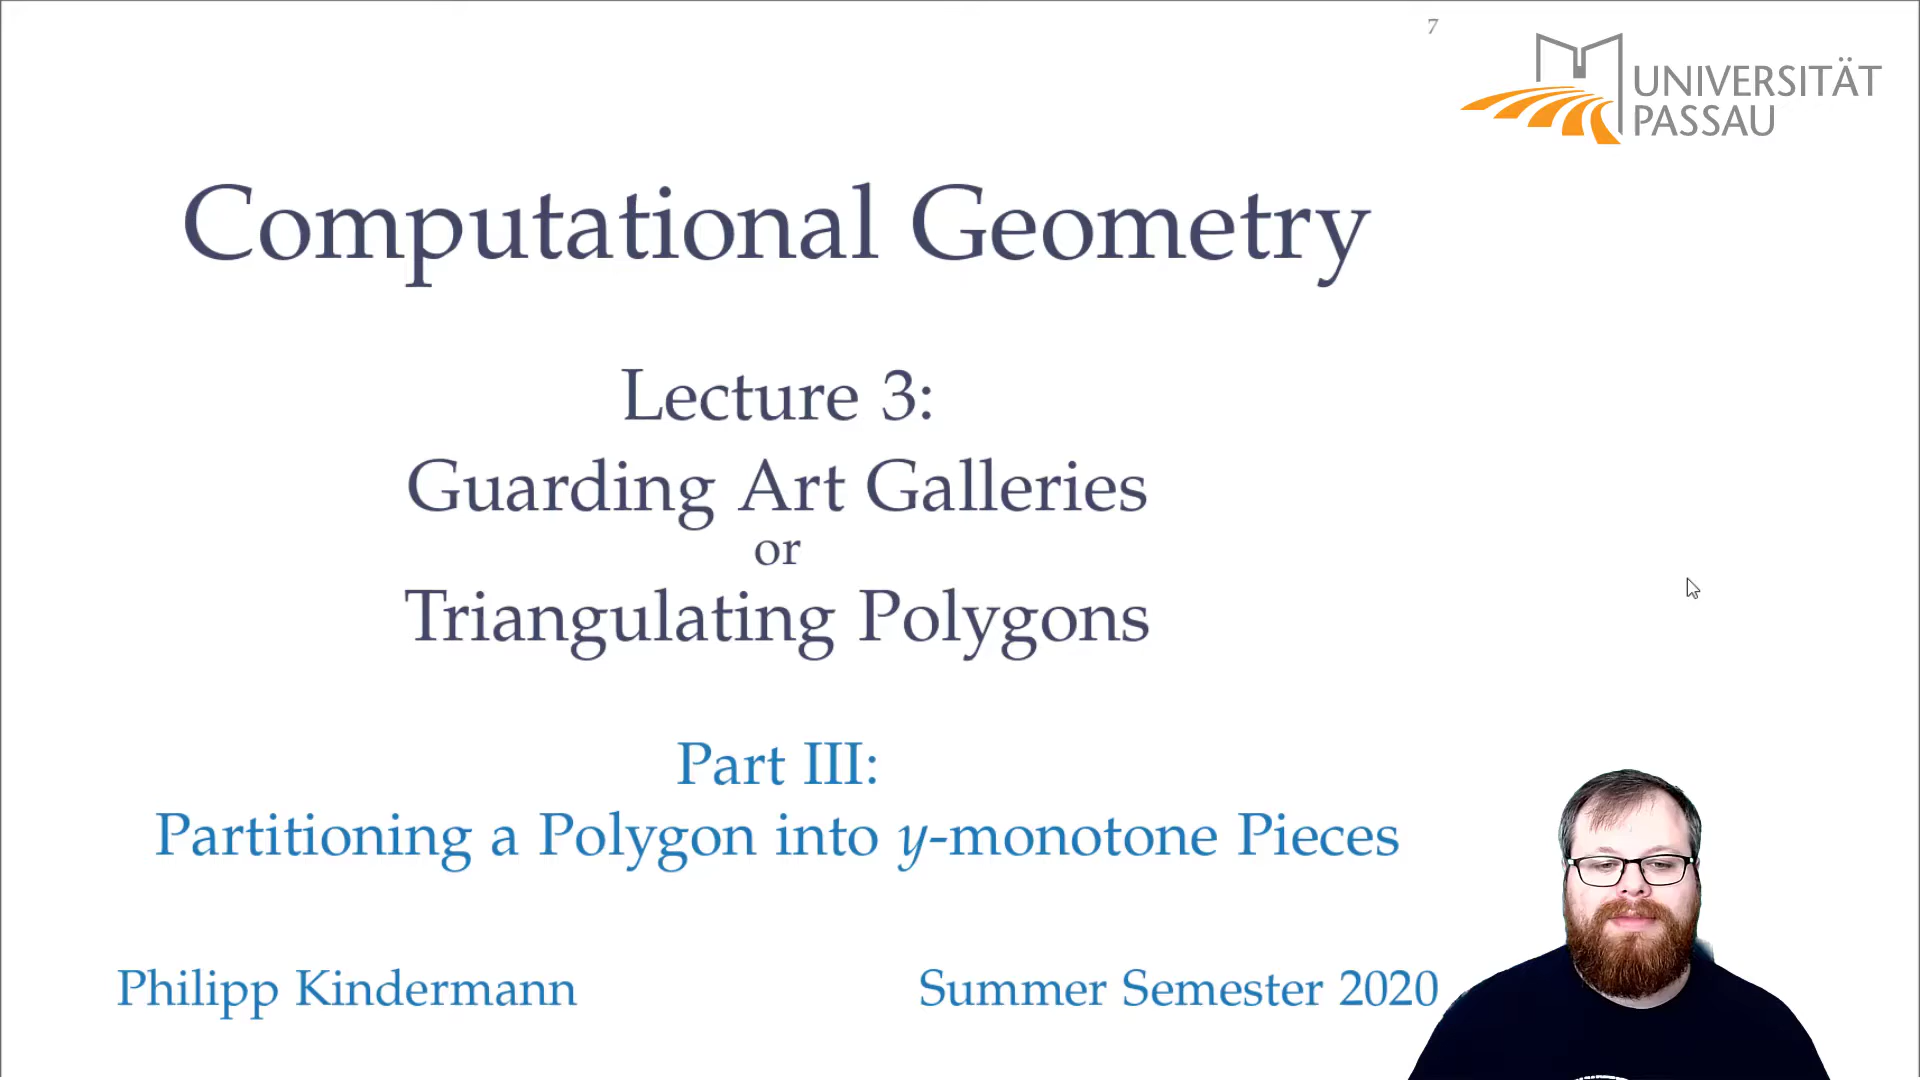 7
UNIVERSITÄT
PASSAU
Computational Geometry
Lecture 3:
Guarding Art Galleries
or
Triangulating Polygons
Part III:
Partitioning a Polygon into y-monotone Pieces
Philipp Kindermann
Summer Semester 2020